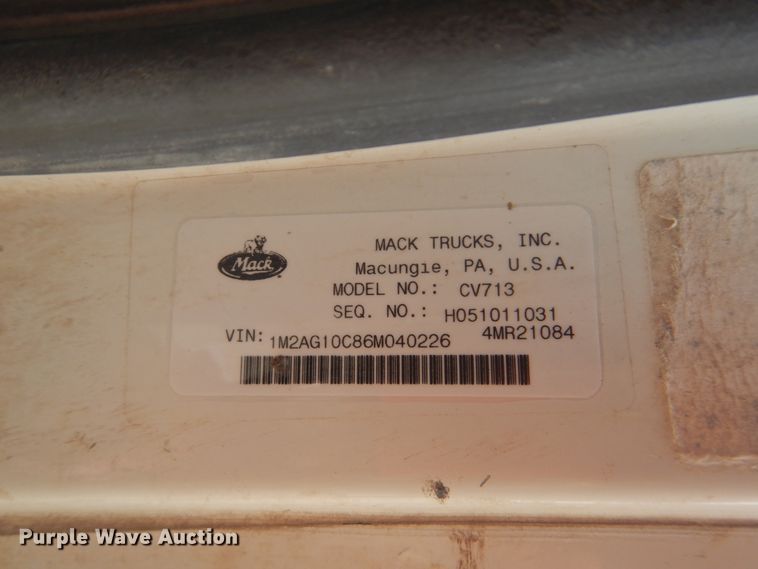 Mack
MACK TRUCKS, INC.
Macungie, PA, U.S.A.
MODEL NO.: CV713
SEQ. NO.: H051011031
VIN: 1M2AG10C86M040226 4MR21084
Purple Wave Auction